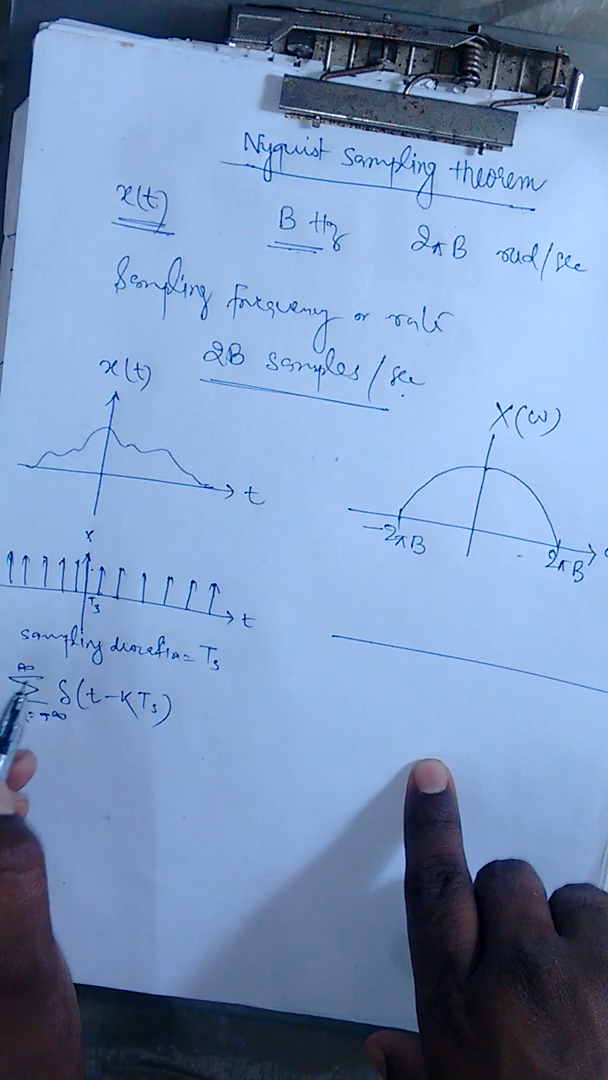 Nyquist sampling theorem
x(t) B Hz 2πB rad/sec
Sampling frequency or rate
2B samples/sec
x(t)
t
X(ω)
-2πB 2πB
Ts t
sampling duration = Ts
∞
Σ δ(t-KTs)
=-∞